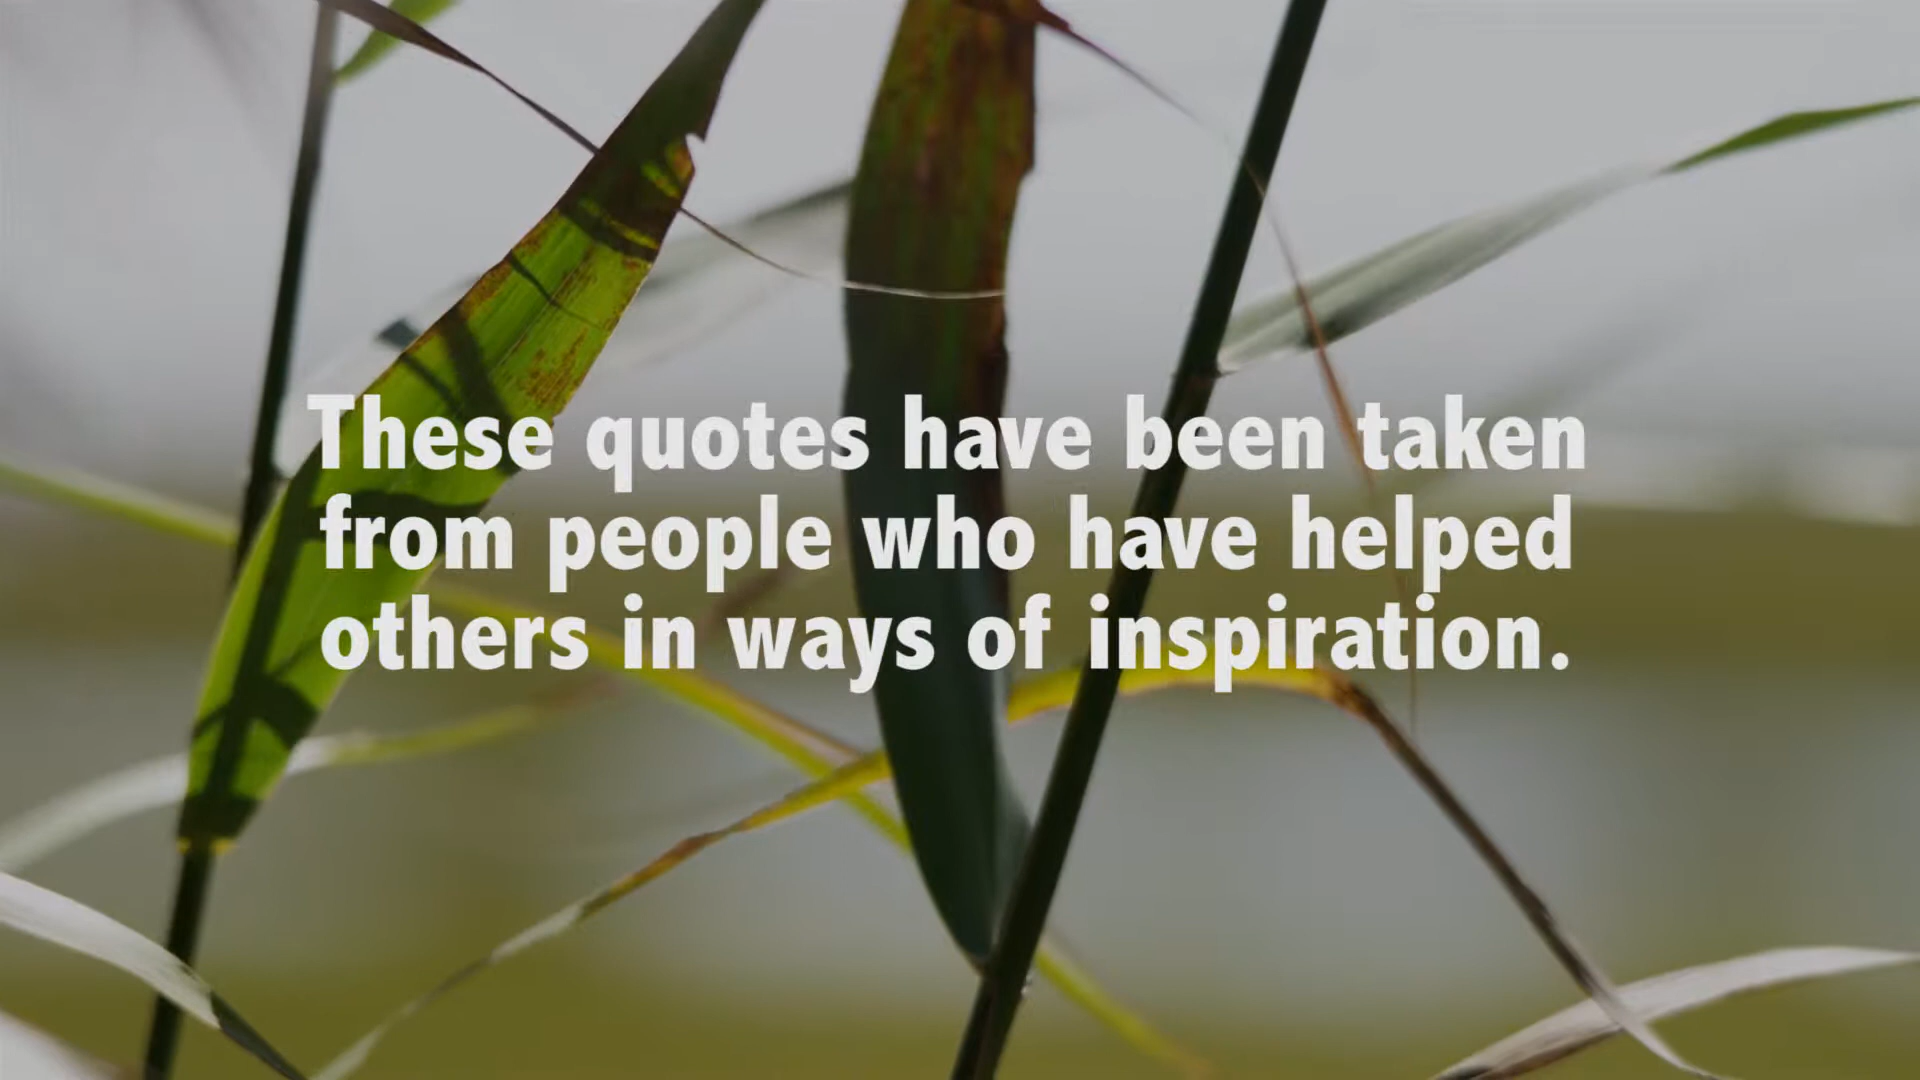 These quotes have been taken
from people who have helped
others in ways of inspiration.